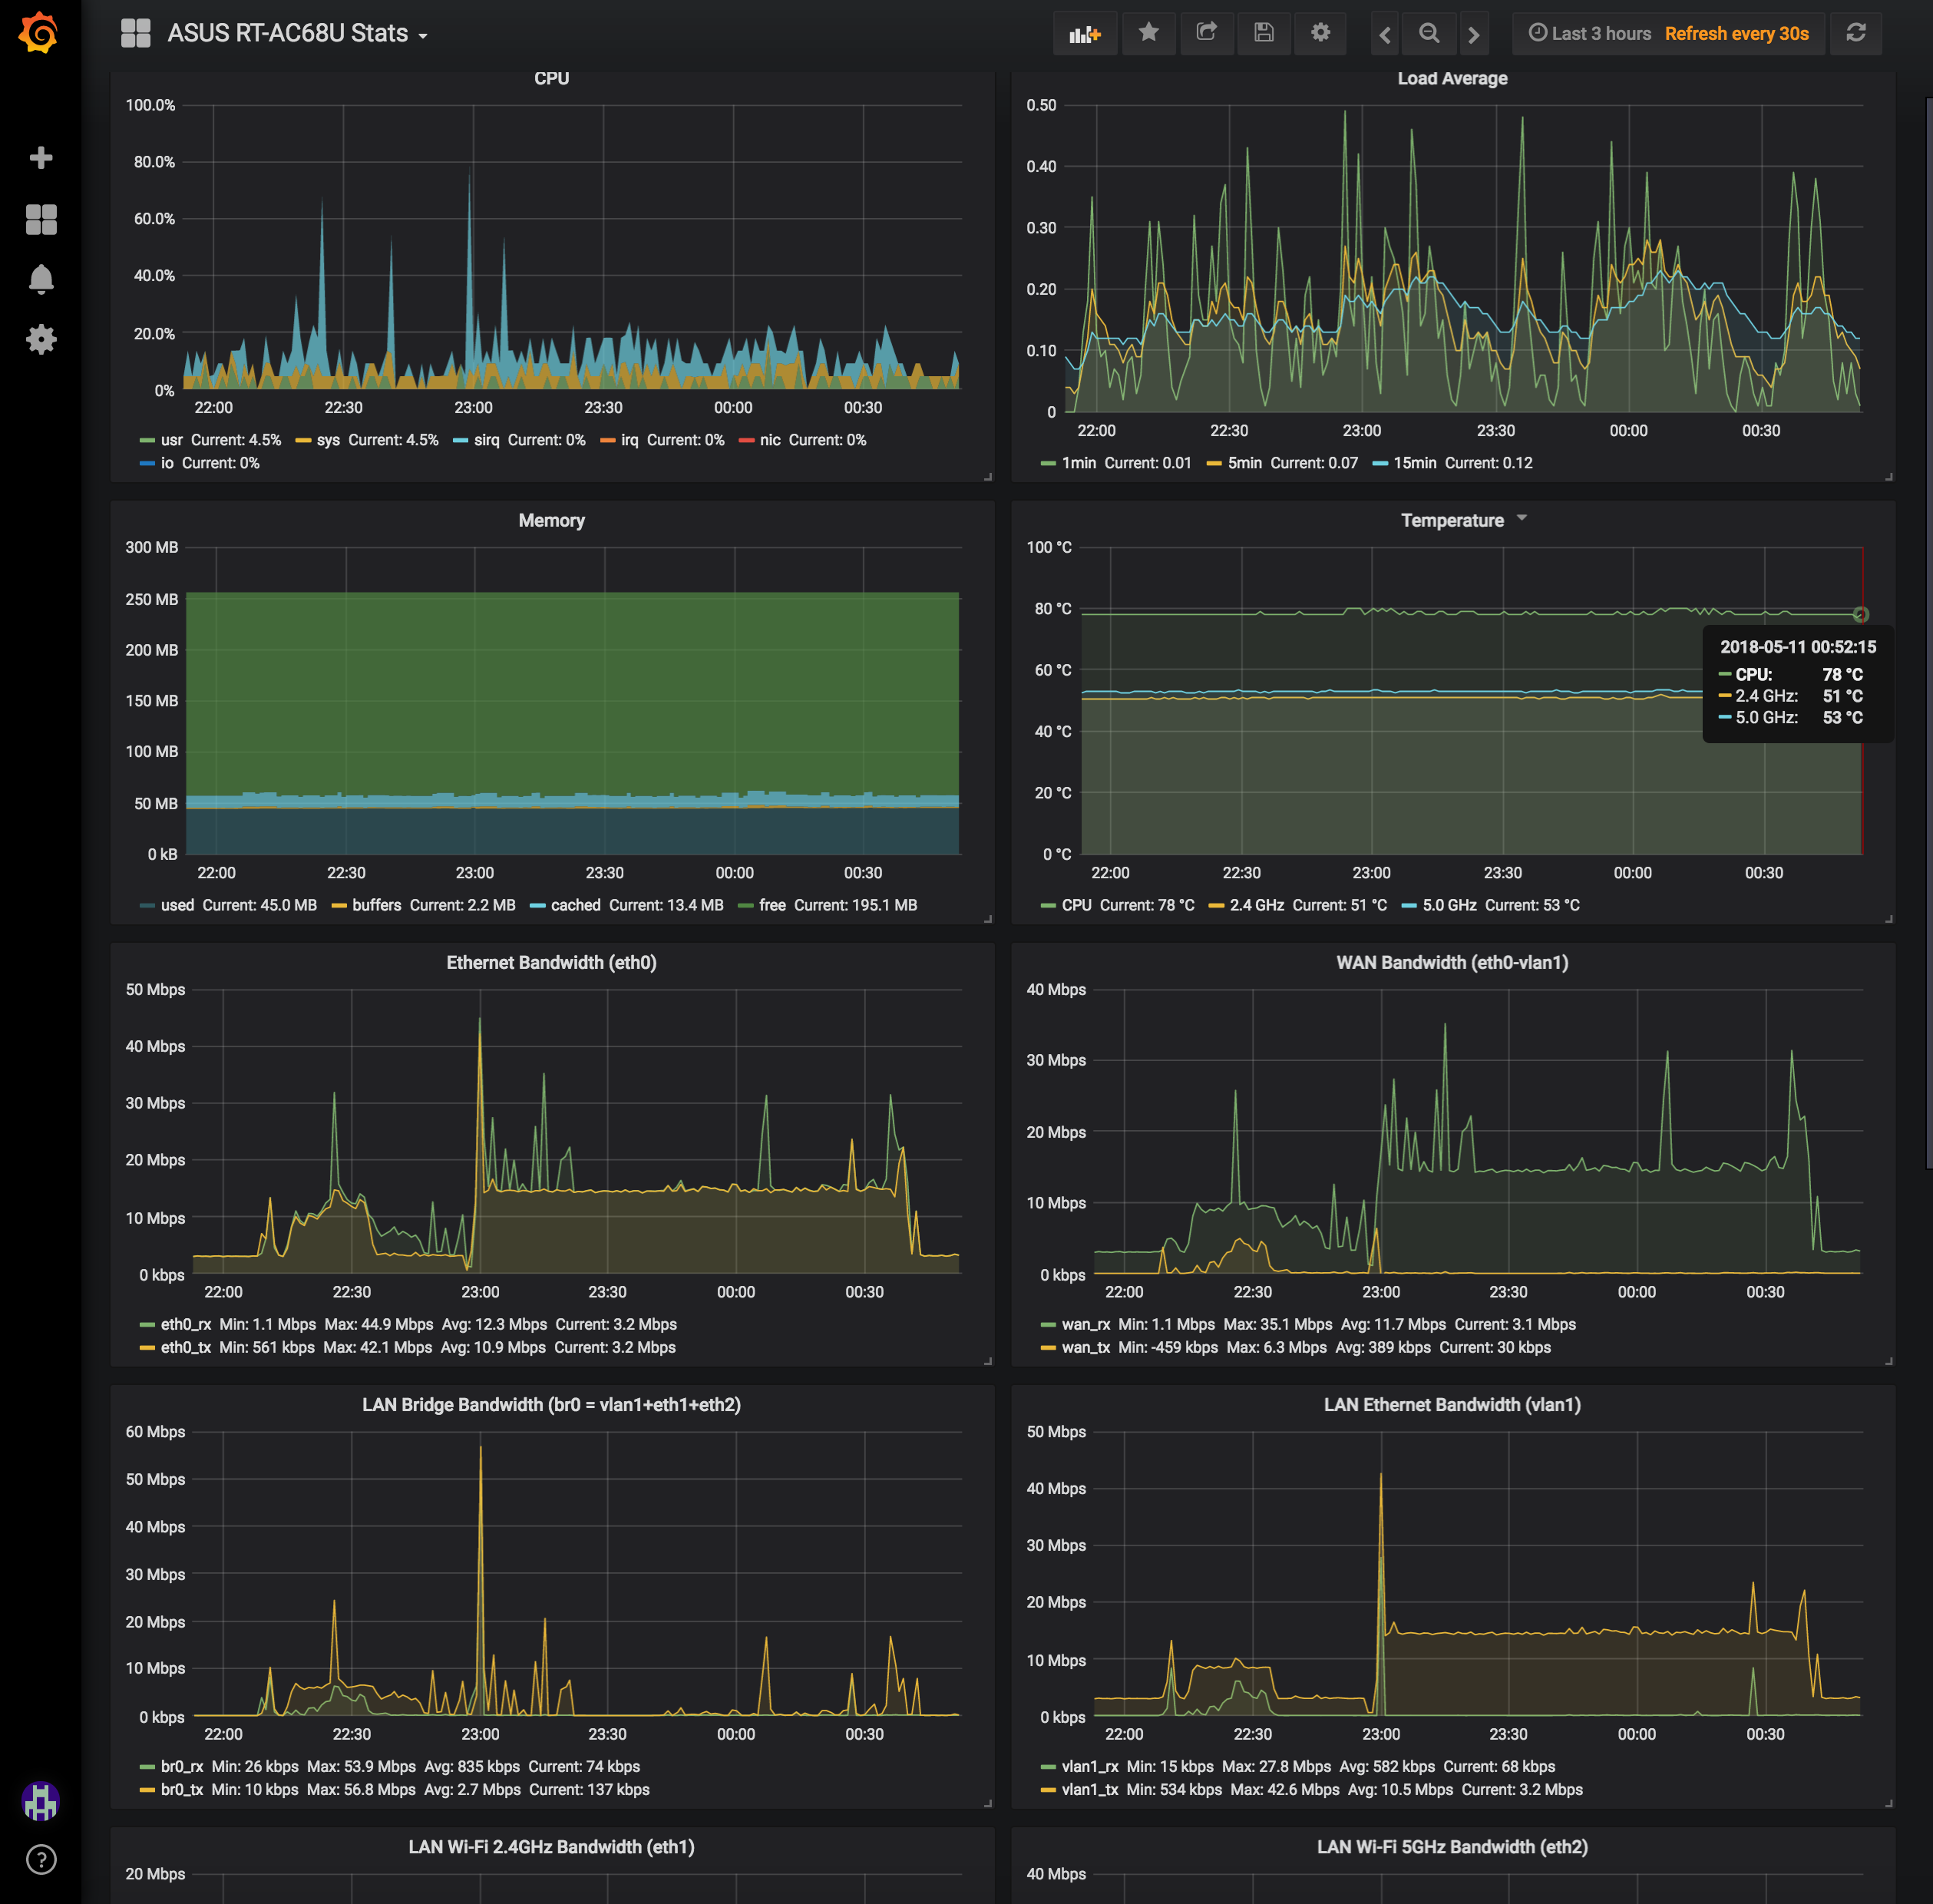 ASUS RT-AC68U Stats
Last 3 hours Refresh every 30s
CPU
100.0%
80.0%
60.0%
40.0%
20.0%
0%
22:00 22:30 23:00 23:30 00:00 00:30
usr Current: 4.5% sys Current: 4.5% sirq Current: 0% irq Current: 0% nic Current: 0%
io Current: 0%
Load Average
0.50
0.40
0.30
0.20
0.10
0
22:00 22:30 23:00 23:30 00:00 00:30
1min Current: 0.01 5min Current: 0.07 15min Current: 0.12
Memory
300 MB
250 MB
200 MB
150 MB
100 MB
50 MB
0 kB
22:00 22:30 23:00 23:30 00:00 00:30
used Current: 45.0 MB buffers Current: 2.2 MB cached Current: 13.4 MB free Current: 195.1 MB
Temperature
100 °C
80 °C
60 °C
40 °C
20 °C
0 °C
2018-05-11 00:52:15
CPU: 78 °C
2.4 GHz: 51 °C
5.0 GHz: 53 °C
22:00 22:30 23:00 23:30 00:00 00:30
CPU Current: 78 °C 2.4 GHz Current: 51 °C 5.0 GHz Current: 53 °C
Ethernet Bandwidth (eth0)
50 Mbps
40 Mbps
30 Mbps
20 Mbps
10 Mbps
0 kbps
22:00 22:30 23:00 23:30 00:00 00:30
eth0_rx Min: 1.1 Mbps Max: 44.9 Mbps Avg: 12.3 Mbps Current: 3.2 Mbps
eth0_tx Min: 561 kbps Max: 42.1 Mbps Avg: 10.9 Mbps Current: 3.2 Mbps
WAN Bandwidth (eth0-vlan1)
40 Mbps
30 Mbps
20 Mbps
10 Mbps
0 kbps
22:00 22:30 23:00 23:30 00:00 00:30
wan_rx Min: 1.1 Mbps Max: 35.1 Mbps Avg: 11.7 Mbps Current: 3.1 Mbps
wan_tx Min: -459 kbps Max: 6.3 Mbps Avg: 389 kbps Current: 30 kbps
LAN Bridge Bandwidth (br0 = vlan1+eth1+eth2)
60 Mbps
50 Mbps
40 Mbps
30 Mbps
20 Mbps
10 Mbps
0 kbps
22:00 22:30 23:00 23:30 00:00 00:30
br0_rx Min: 26 kbps Max: 53.9 Mbps Avg: 835 kbps Current: 74 kbps
br0_tx Min: 10 kbps Max: 56.8 Mbps Avg: 2.7 Mbps Current: 137 kbps
LAN Ethernet Bandwidth (vlan1)
50 Mbps
40 Mbps
30 Mbps
20 Mbps
10 Mbps
0 kbps
22:00 22:30 23:00 23:30 00:00 00:30
vlan1_rx Min: 15 kbps Max: 27.8 Mbps Avg: 582 kbps Current: 68 kbps
vlan1_tx Min: 534 kbps Max: 42.6 Mbps Avg: 10.5 Mbps Current: 3.2 Mbps
LAN Wi-Fi 2.4GHz Bandwidth (eth1)
20 Mbps
LAN Wi-Fi 5GHz Bandwidth (eth2)
40 Mbps